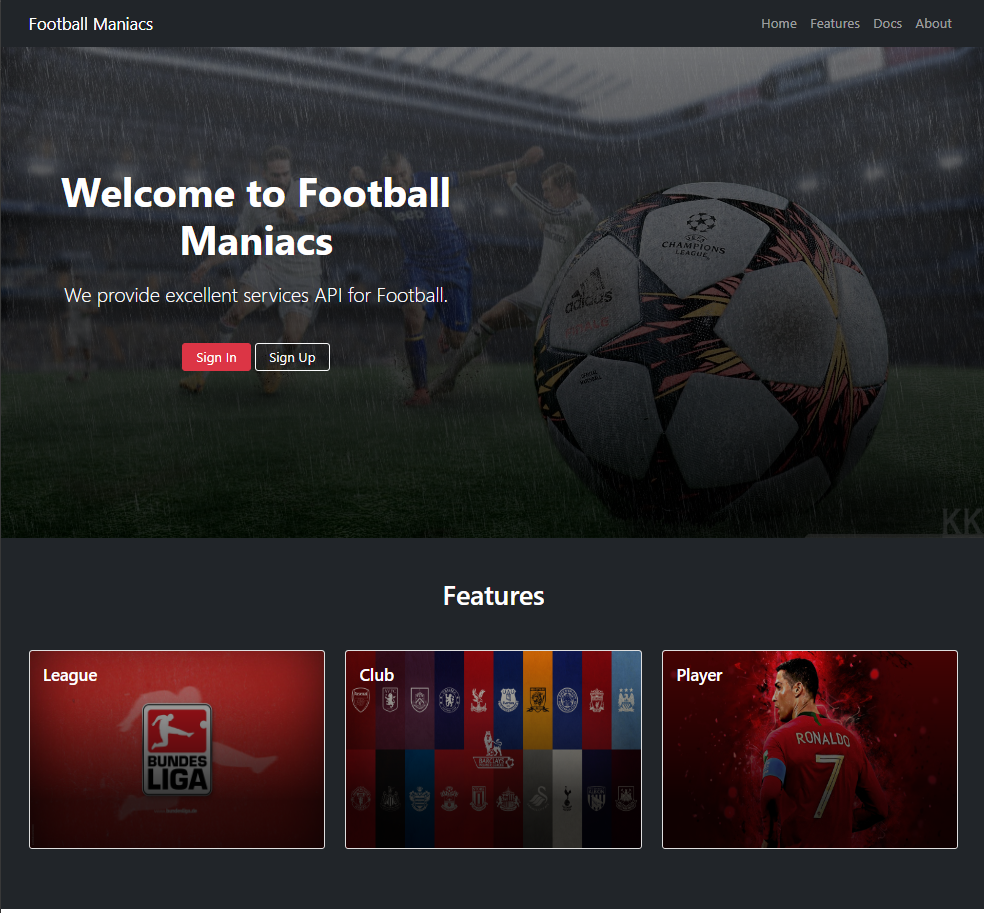 Football Maniacs
Home Features Docs About
Welcome to Football
Maniacs
We provide excellent services API for Football.
Sign In Sign Up
CHAMPIONS
LEAGUE
adidas
KK
Features
League
BUNDES
LIGA
Club
BARCLAYS
Player
RONALDO
7